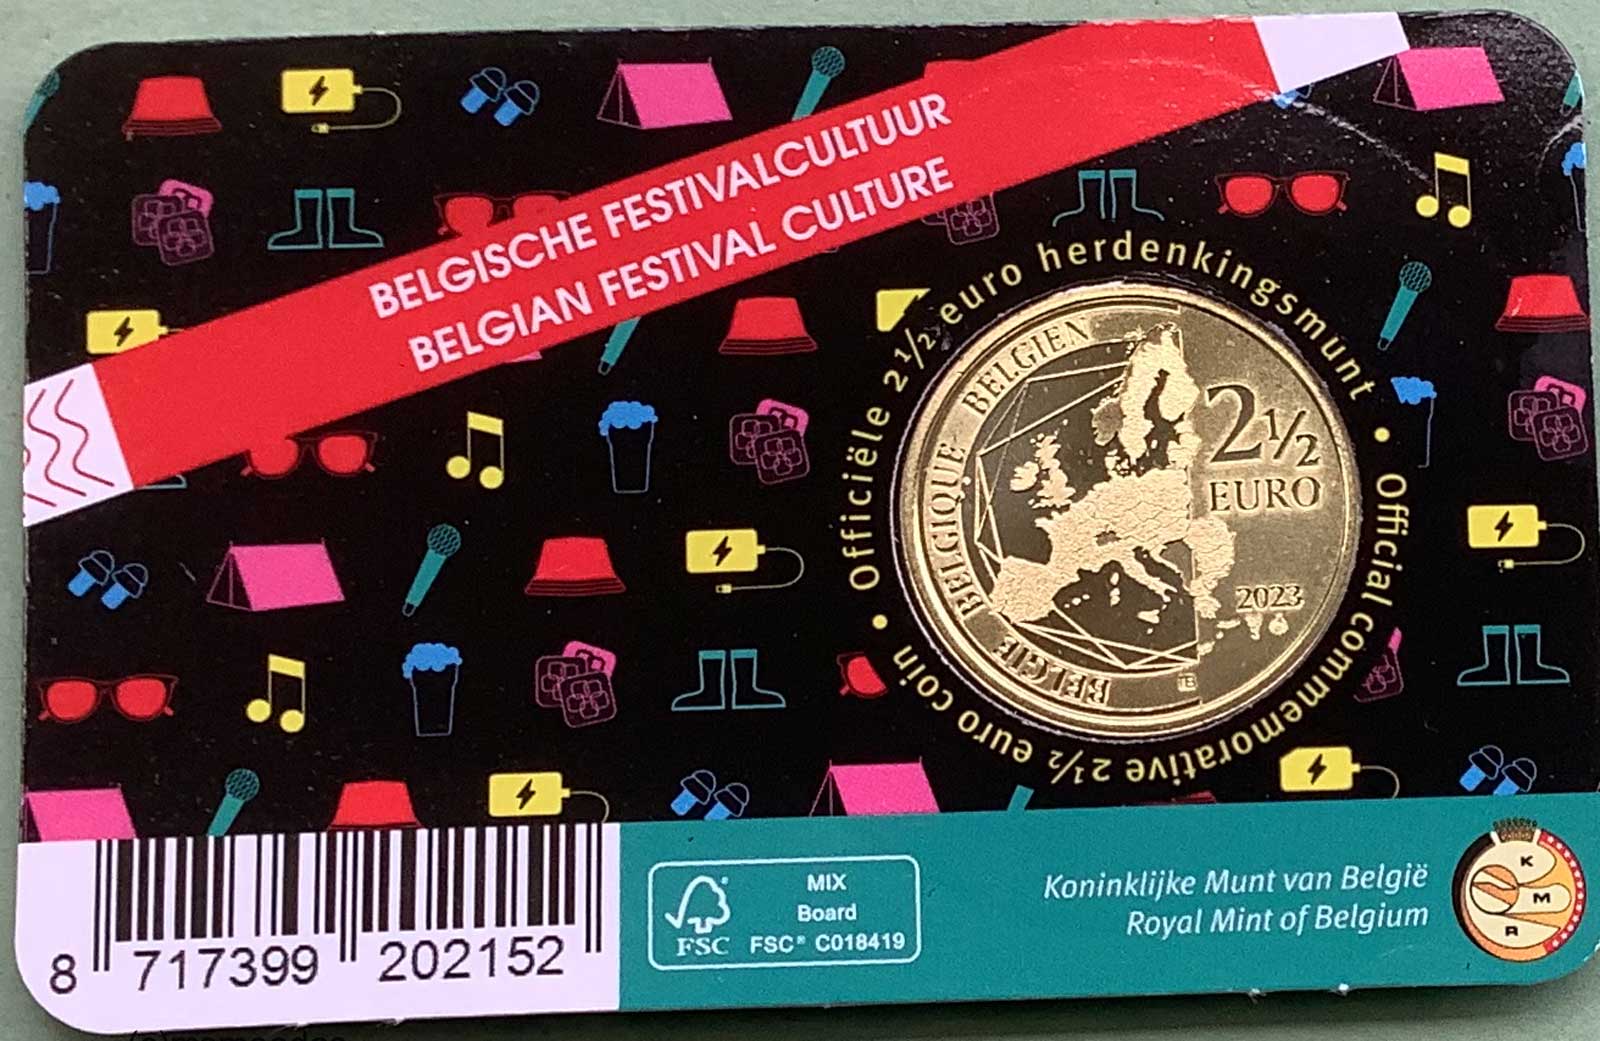 BELGISCHE FESTIVALCULTUUR
BELGIAN FESTIVAL CULTURE
Officiële 2½ euro herdenkingsmunt •
Official commemorative 2½ euro coin •
BELGIE BELGIQUE BELGIEN
2½
EURO
2023
8 717399 202152
FSC
MIX
Board
FSC® C018419
Koninklijke Munt van België
Royal Mint of Belgium
K
M
R